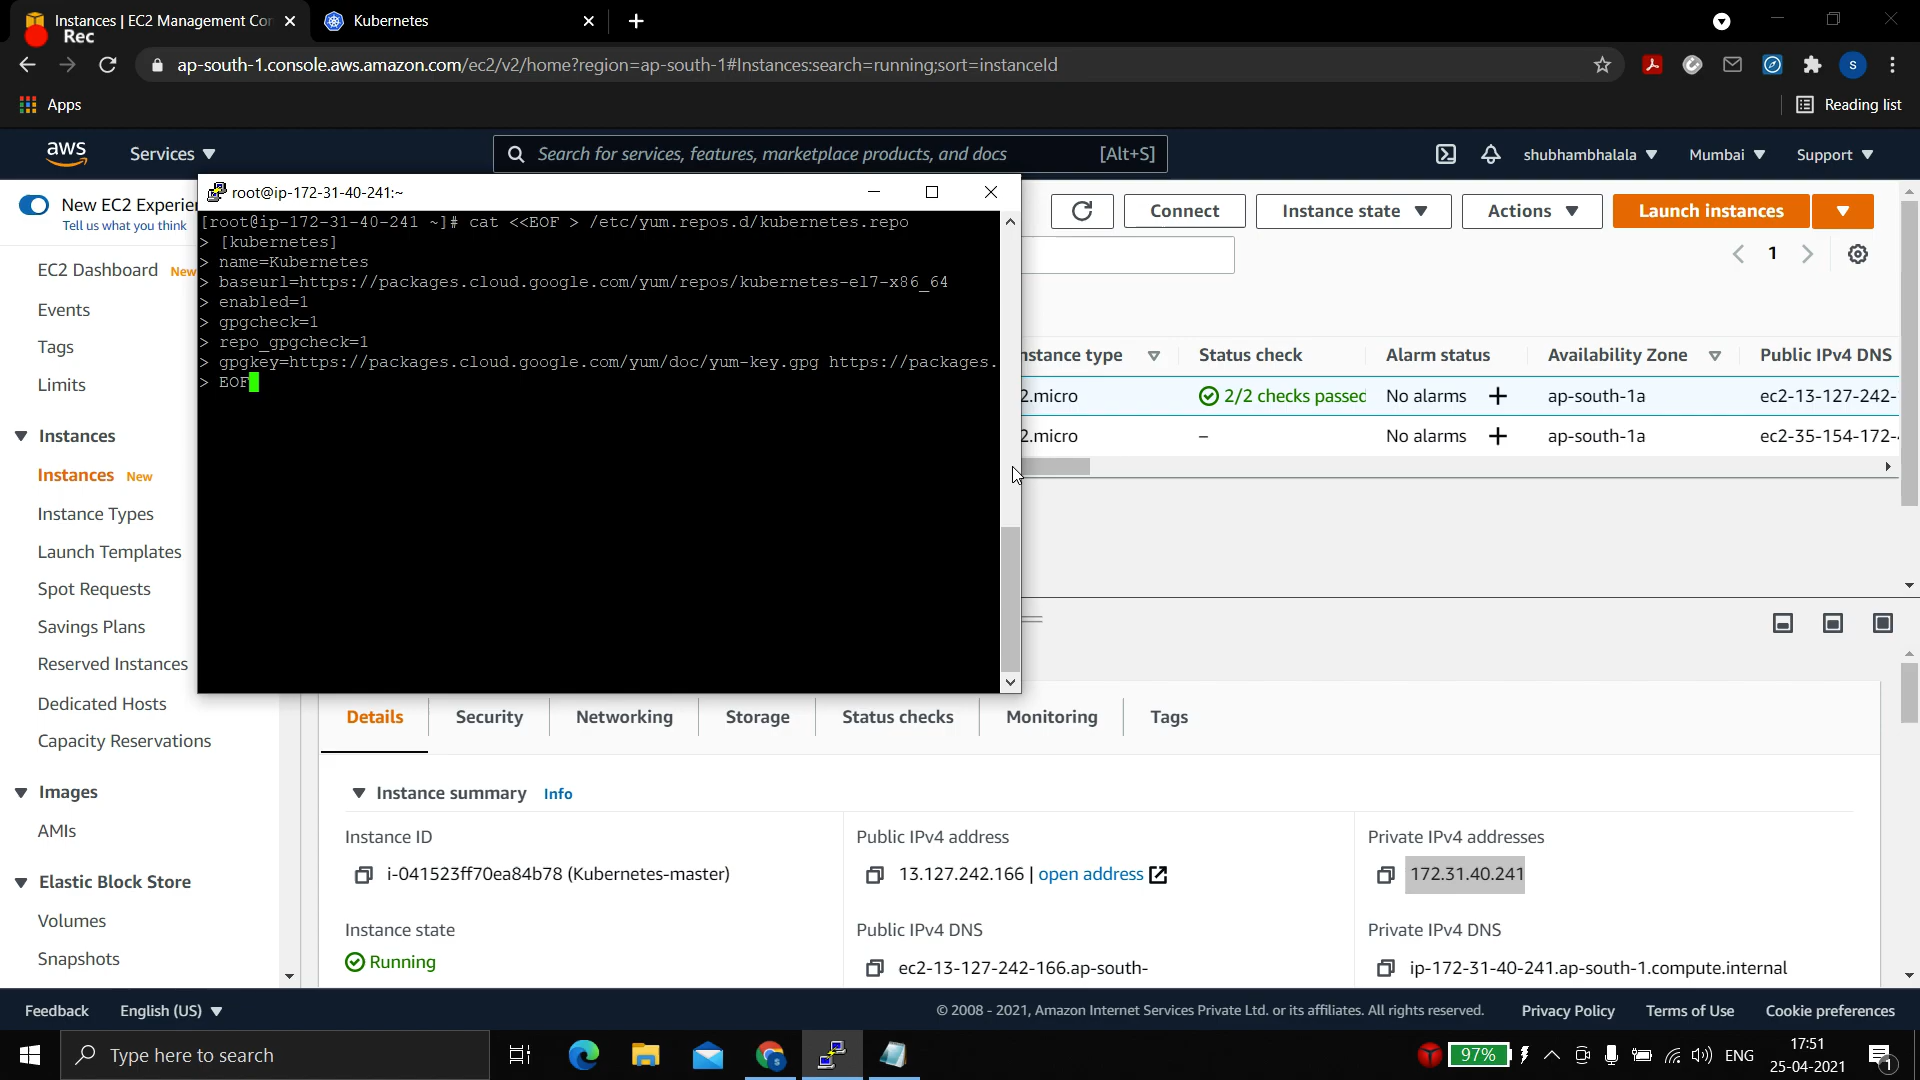 Instances | EC2 Management Con
Kubernetes
Rec
ap-south-1.console.aws.amazon.com/ec2/v2/home?region=ap-south-1#Instances:search=running;sort=instanceId
S
Apps
Reading list
aws
Services
Search for services, features, marketplace products, and docs
[Alt+S]
shubhambhalala
Mumbai
Support
New EC2 Experie
Tell us what you think
root@ip-172-31-40-241:~
Connect
Instance state
Actions
Launch instances
1
[root@ip-172-31-40-241 ~]# cat <<EOF > /etc/yum.repos.d/kubernetes.repo
> [kubernetes]
> name=Kubernetes
> baseurl=https://packages.cloud.google.com/yum/repos/kubernetes-el7-x86_64
> enabled=1
> gpgcheck=1
> repo_gpgcheck=1
> gpgkey=https://packages.cloud.google.com/yum/doc/yum-key.gpg https://packages.
> EOF
EC2 Dashboard New
Events
Tags
Limits
Instances
Instances New
Instance Types
Launch Templates
Spot Requests
Savings Plans
Reserved Instances
Dedicated Hosts
Capacity Reservations
Images
AMIs
Elastic Block Store
Volumes
Snapshots
nstance type
Status check
Alarm status
Availability Zone
Public IPv4 DNS
2.micro
2/2 checks passed
No alarms
ap-south-1a
ec2-13-127-242-
2.micro
–
No alarms
ap-south-1a
ec2-35-154-172-
Details
Security
Networking
Storage
Status checks
Monitoring
Tags
Instance summary Info
Instance ID
i-041523ff70ea84b78 (Kubernetes-master)
Public IPv4 address
13.127.242.166 | open address
Private IPv4 addresses
172.31.40.241
Instance state
Running
Public IPv4 DNS
ec2-13-127-242-166.ap-south-
Private IPv4 DNS
ip-172-31-40-241.ap-south-1.compute.internal
Feedback
English (US)
© 2008 - 2021, Amazon Internet Services Private Ltd. or its affiliates. All rights reserved.
Privacy Policy
Terms of Use
Cookie preferences
Type here to search
97%
ENG
17:51
25-04-2021
1